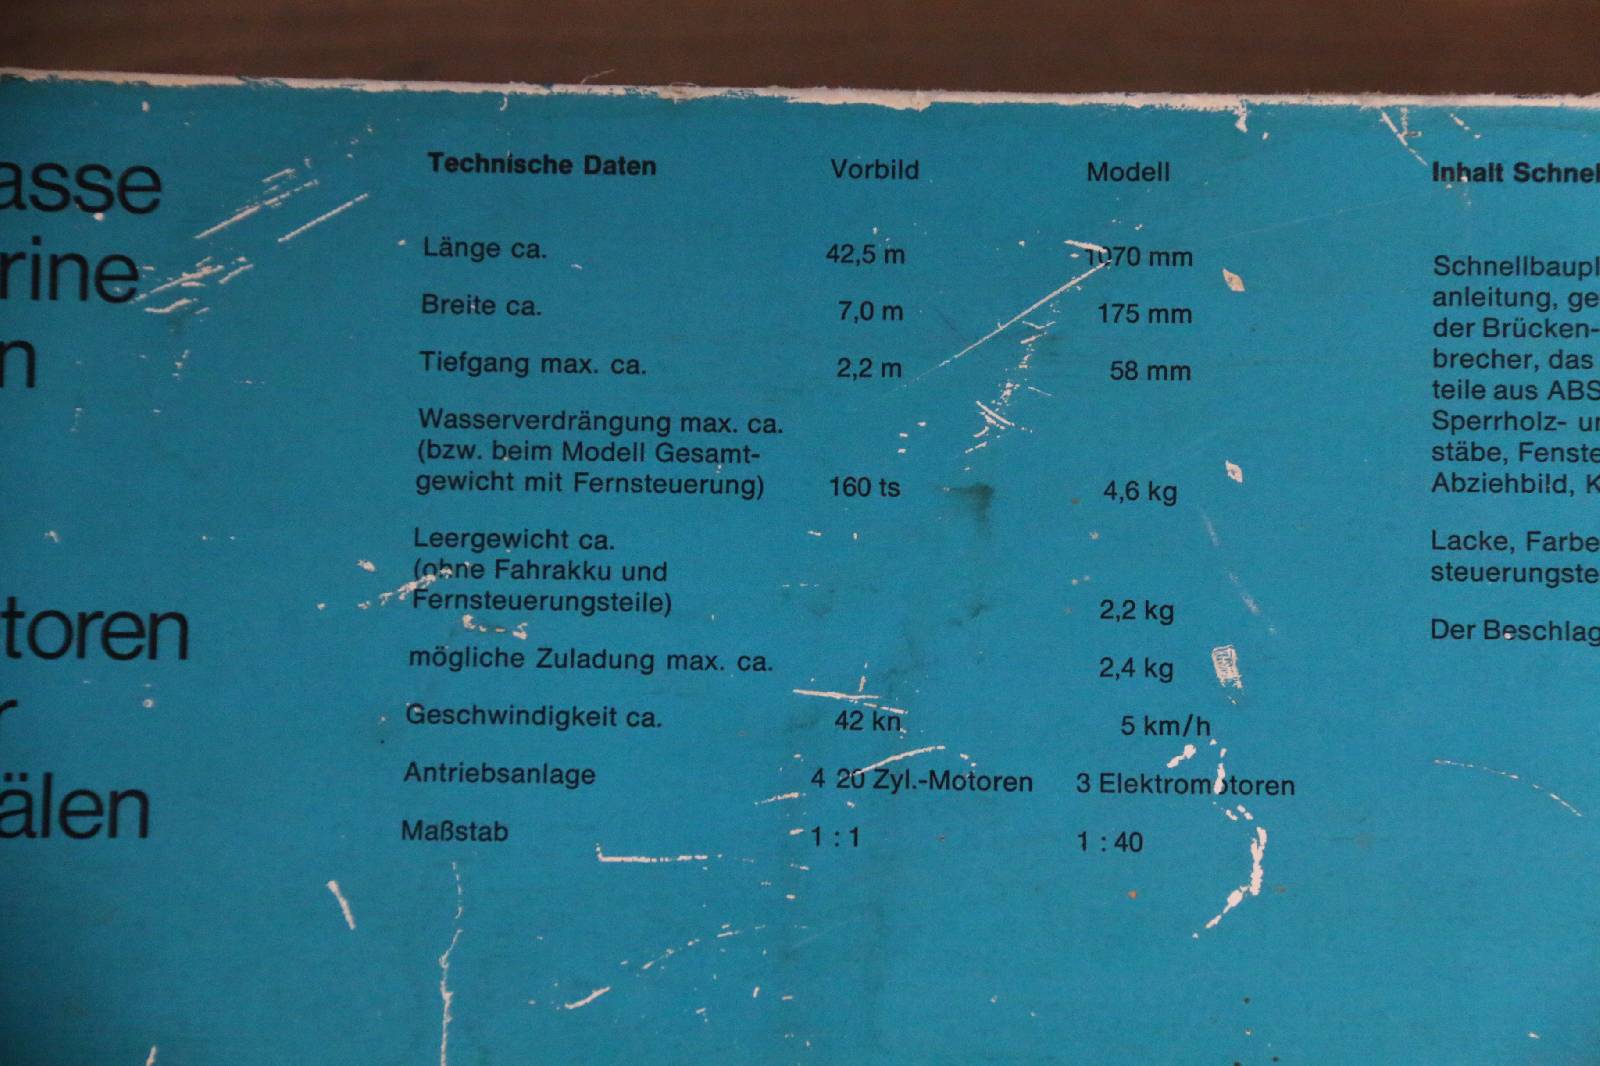 asse
rine
n
toren
r
älen
Technische Daten Vorbild Modell
Länge ca. 42,5 m 1070 mm
Breite ca. 7,0 m 175 mm
Tiefgang max. ca. 2,2 m 58 mm
Wasserverdrängung max. ca.
(bzw. beim Modell Gesamt-
gewicht mit Fernsteuerung) 160 ts 4,6 kg
Leergewicht ca.
(ohne Fahrakku und
Fernsteuerungsteile) 2,2 kg
mögliche Zuladung max. ca. 2,4 kg
Geschwindigkeit ca. 42 kn 5 km/h
Antriebsanlage 4 20 Zyl.-Motoren 3 Elektromotoren
Maßstab 1 : 1 1 : 40
Inhalt Schnel
Schnellbaupl
anleitung, ge
der Brücken-
brecher, das
teile aus ABS
Sperrholz- un
stäbe, Fenste
Abziehbild, K
Lacke, Farbe
steuerungste
Der Beschlag